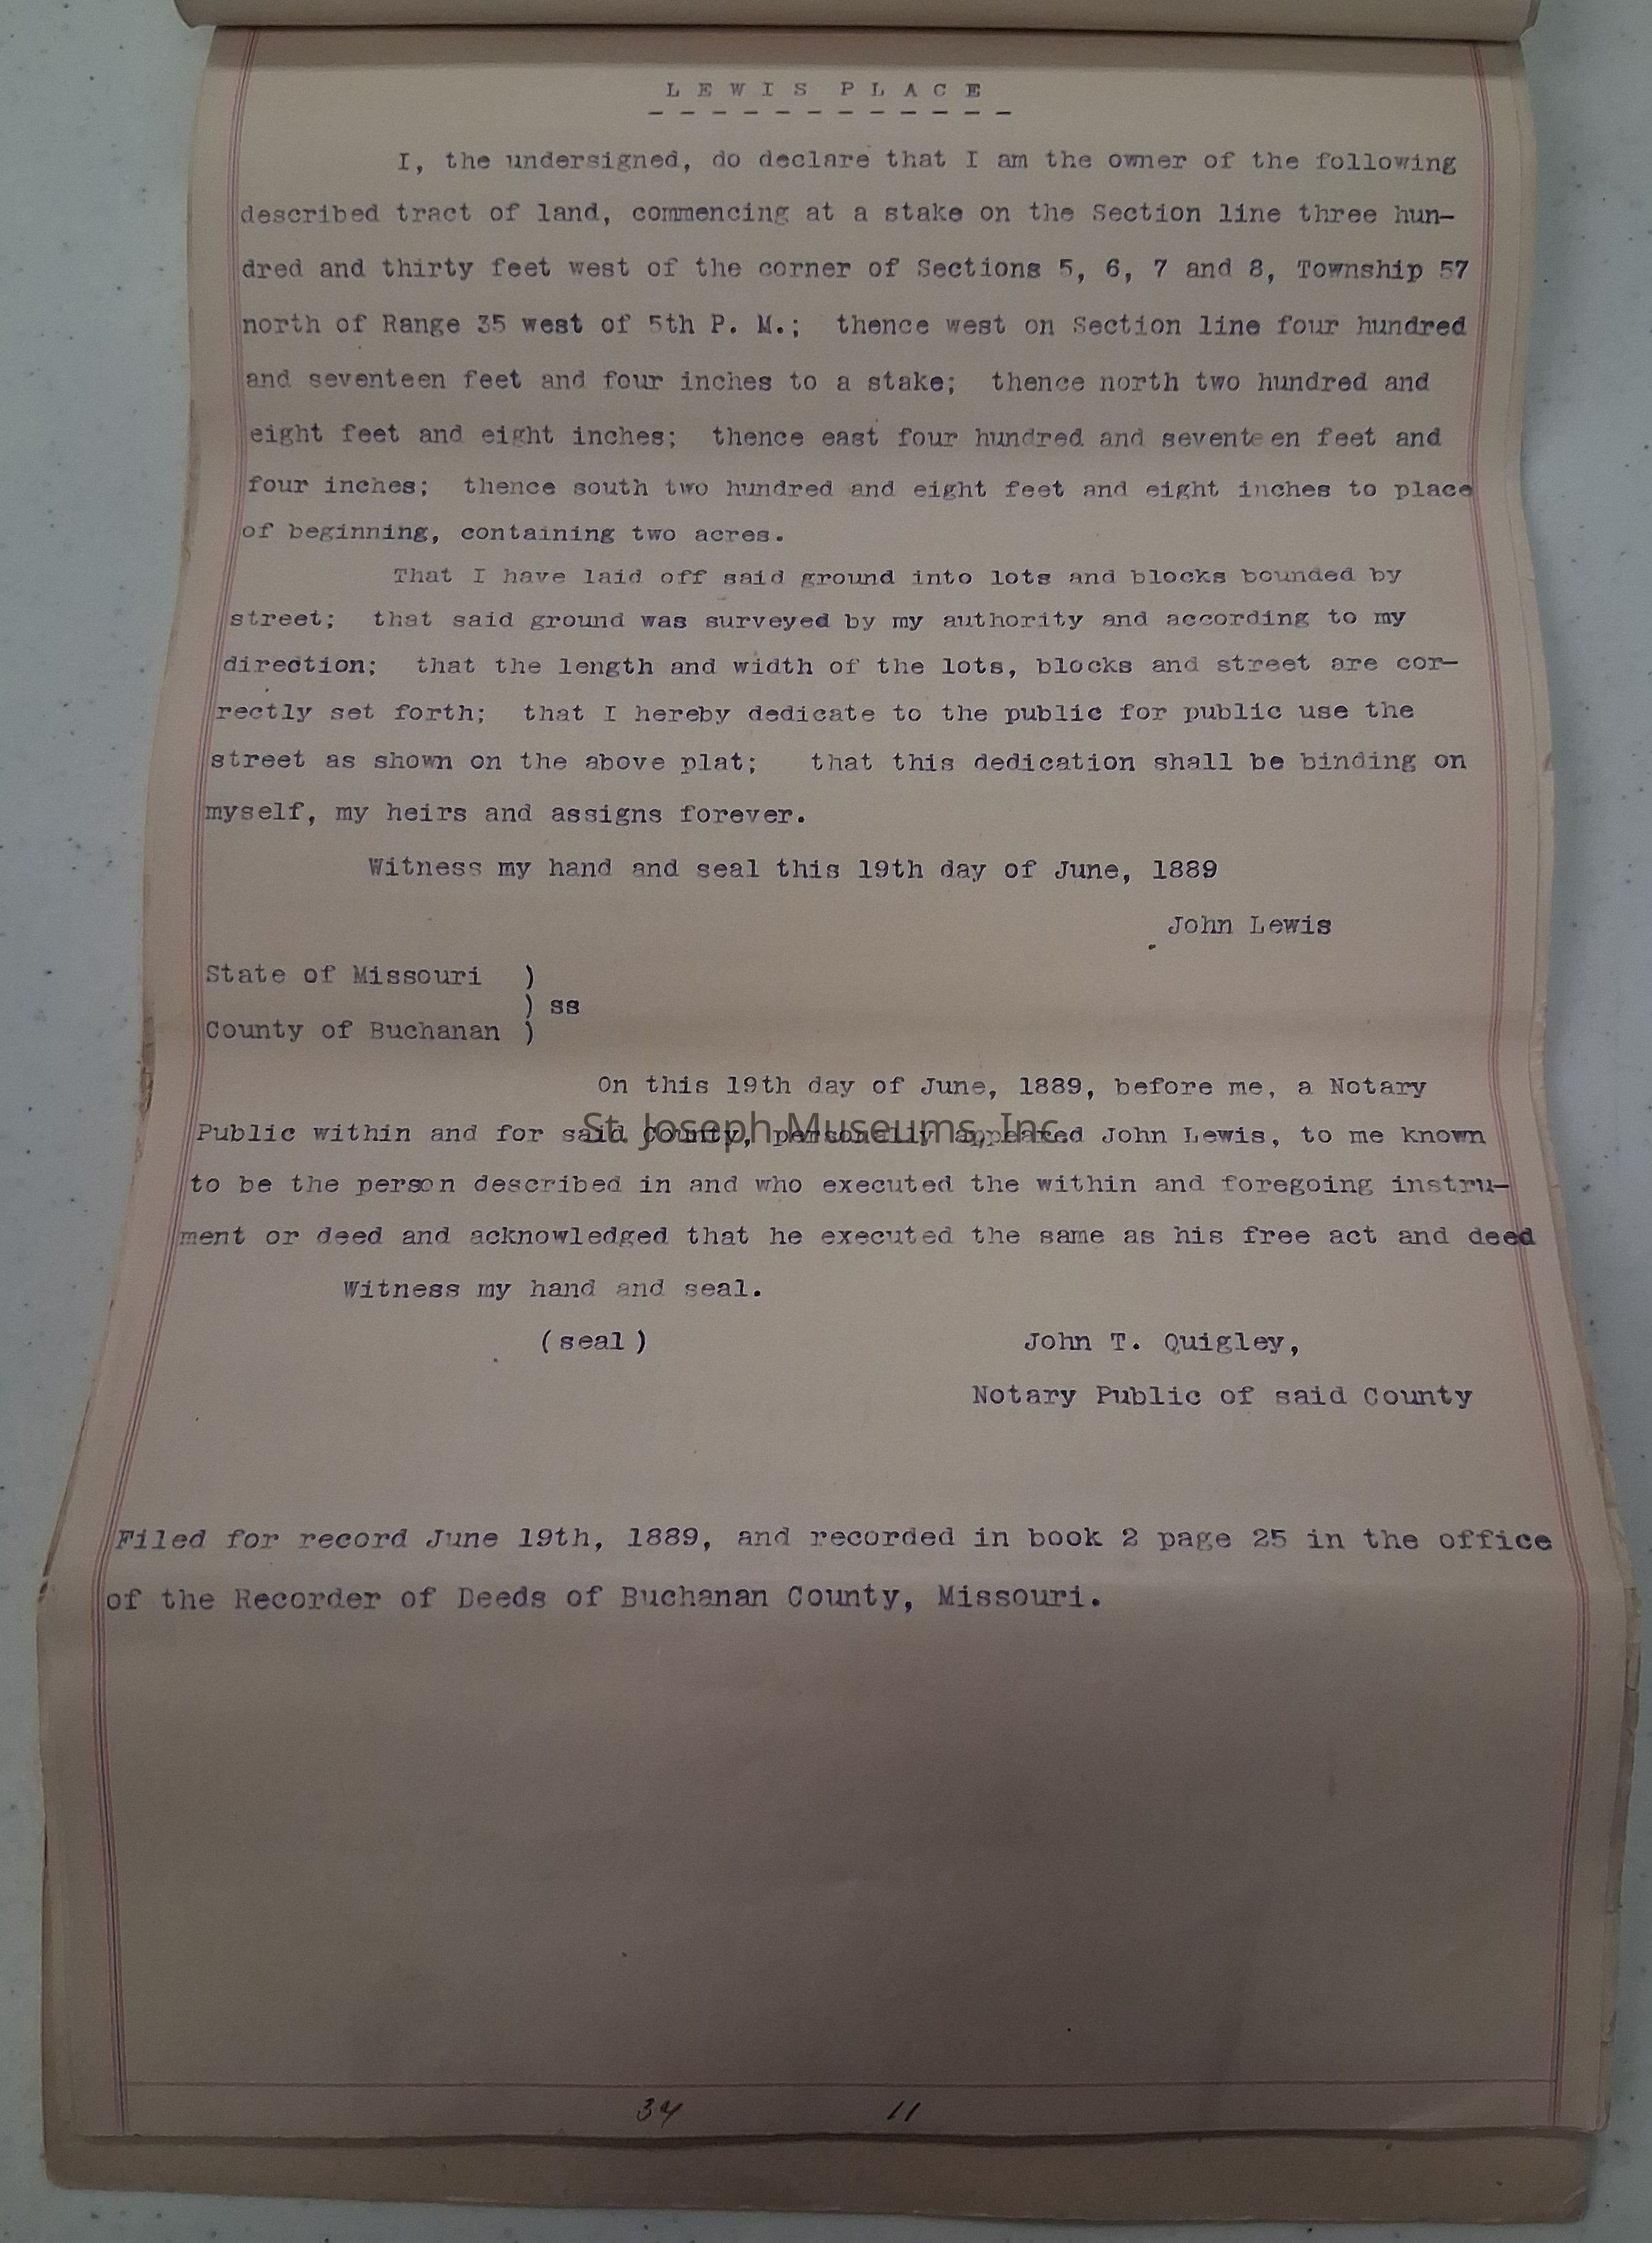 LEWIS PLACE
I, the undersigned, do declare that I am the owner of the following
described tract of land, commencing at a stake on the Section line three hun-
dred and thirty feet west of the corner of Sections 5, 6, 7 and 8, Township 57
north of Range 35 west of 5th P. M.; thence west on Section line four hundred
and seventeen feet and four inches to a stake; thence north two hundred and
eight feet and eight inches; thence east four hundred and seventeen feet and
four inches; thence south two hundred and eight feet and eight inches to place
of beginning, containing two acres.
That I have laid off said ground into lots and blocks bounded by
street; that said ground was surveyed by my authority and according to my
direction; that the length and width of the lots, blocks and street are cor-
rectly set forth; that I hereby dedicate to the public for public use the
street as shown on the above plat; that this dedication shall be binding on
myself, my heirs and assigns forever.
Witness my hand and seal this 19th day of June, 1889
John Lewis
State of Missouri )
) ss
County of Buchanan )
On this 19th day of June, 1889, before me, a Notary
Public within and for said County, personally appeared John Lewis, to me known
St. Joseph Museums, Inc.
to be the person described in and who executed the within and foregoing instru-
ment or deed and acknowledged that he executed the same as his free act and deed
Witness my hand and seal.
(seal) John T. Quigley,
Notary Public of said County
Filed for record June 19th, 1889, and recorded in book 2 page 25 in the office
of the Recorder of Deeds of Buchanan County, Missouri.
34 11